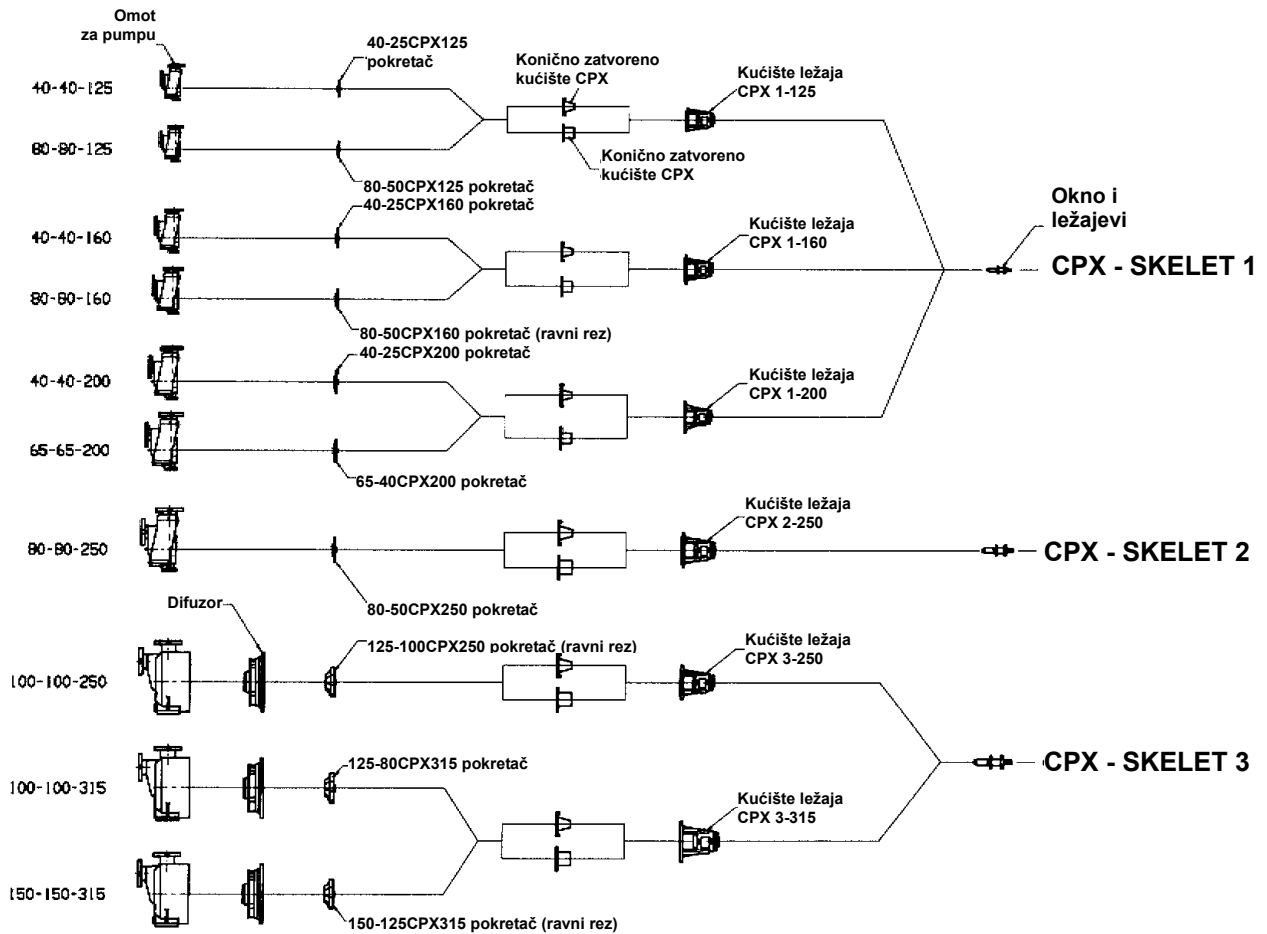 Omot
za pumpu
40-25CPX125
pokretač
Konično zatvoreno
kućište CPX
Kućište ležaja
CPX 1-125
40-40-125
80-80-125
Konično zatvoreno
kućište CPX
80-50CPX125 pokretač
40-25CPX160 pokretač
Kućište ležaja
CPX 1-160
Okno i
ležajevi
40-40-160
CPX - SKELET 1
80-80-160
80-50CPX160 pokretač (ravni rez)
40-25CPX200 pokretač
Kućište ležaja
CPX 1-200
40-40-200
65-65-200
65-40CPX200 pokretač
Kućište ležaja
CPX 2-250
80-80-250
CPX - SKELET 2
Difuzor
80-50CPX250 pokretač
125-100CPX250 pokretač (ravni rez)
Kućište ležaja
CPX 3-250
100-100-250
125-80CPX315 pokretač
CPX - SKELET 3
100-100-315
Kućište ležaja
CPX 3-315
150-150-315
150-125CPX315 pokretač (ravni rez)